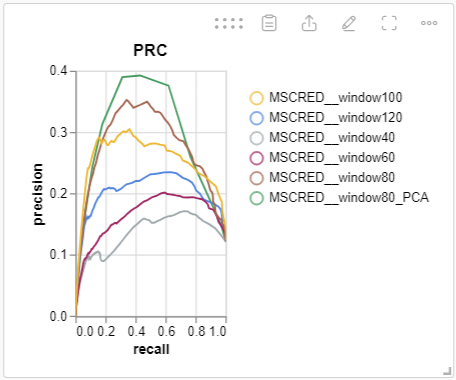 PRC
0.4
0.3
0.2
0.1
0.0
precision
0.0 0.2 0.4 0.6 0.8 1.0
recall
MSCRED__window100
MSCRED__window120
MSCRED__window40
MSCRED__window60
MSCRED__window80
MSCRED__window80_PCA